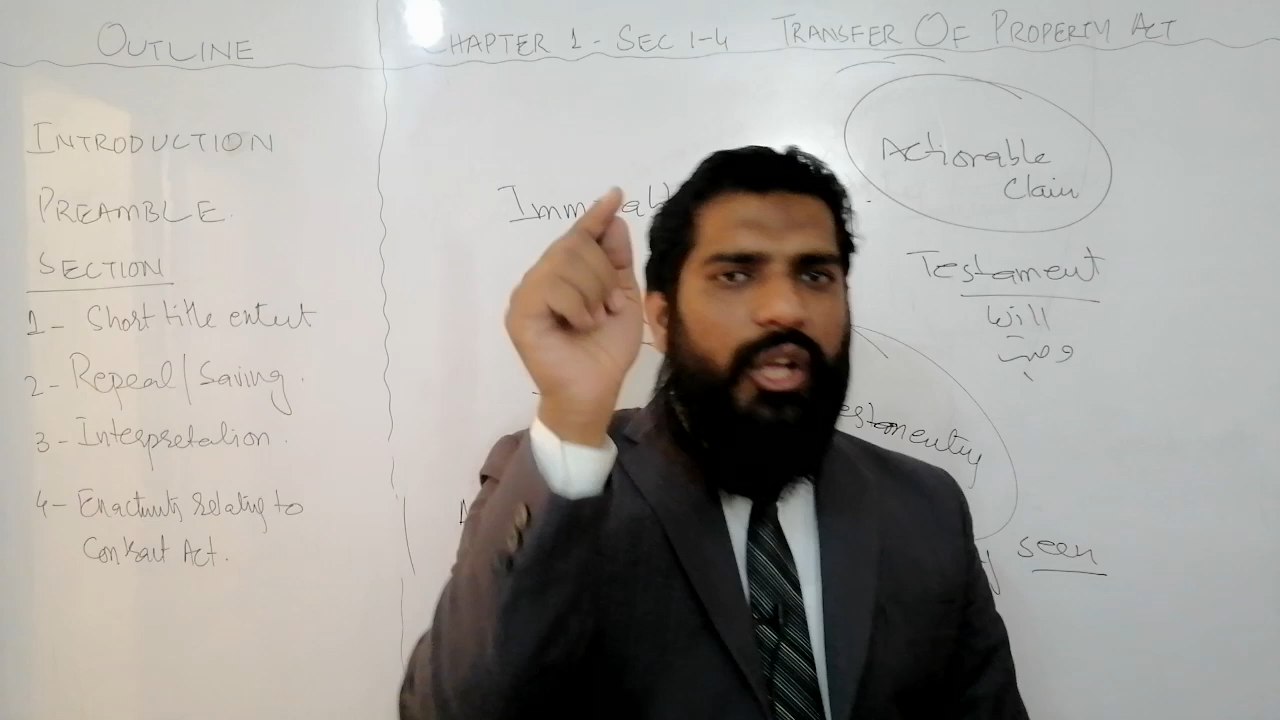 OUTLINE
INTRODUCTION
PREAMBLE
SECTION
1- Short title entent
2- Repeal/Saving.
3- Interpretation.
4- Enactments relating to
Contract Act.
CHAPTER 1- SEC 1-4 TRANSFER OF PROPERTY ACT
Actionable
Claim
Testament
Will
وصیت
seen